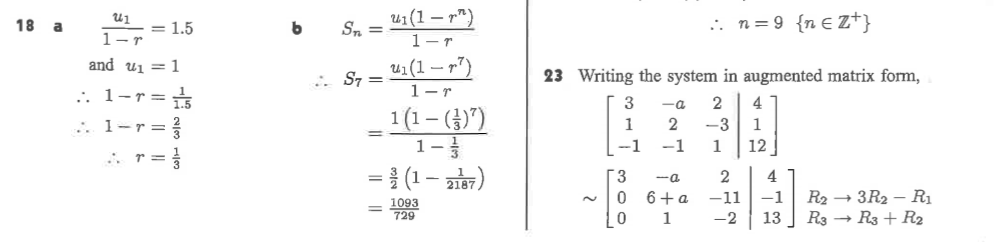 18 a u₁/(1 − r) = 1.5
and u₁ = 1
∴ 1 − r = 1/1.5
∴ 1 − r = 2/3
∴ r = 1/3
b Sₙ = u₁(1 − rⁿ)/(1 − r)
∴ S₇ = u₁(1 − r⁷)/(1 − r)
= 1(1 − (1/3)⁷)/(1 − 1/3)
= 3/2 (1 − 1/2187)
= 1093/729
∴ n = 9 {n ∈ ℤ⁺}
23 Writing the system in augmented matrix form,
[ 3 −a 2 | 4 ]
[ 1 2 −3 | 1 ]
[ −1 −1 1 | 12 ]
~ [ 3 −a 2 | 4 ]
[ 0 6 + a −11 | −1 ] R₂ → 3R₂ − R₁
[ 0 1 −2 | 13 ] R₃ → R₃ + R₂